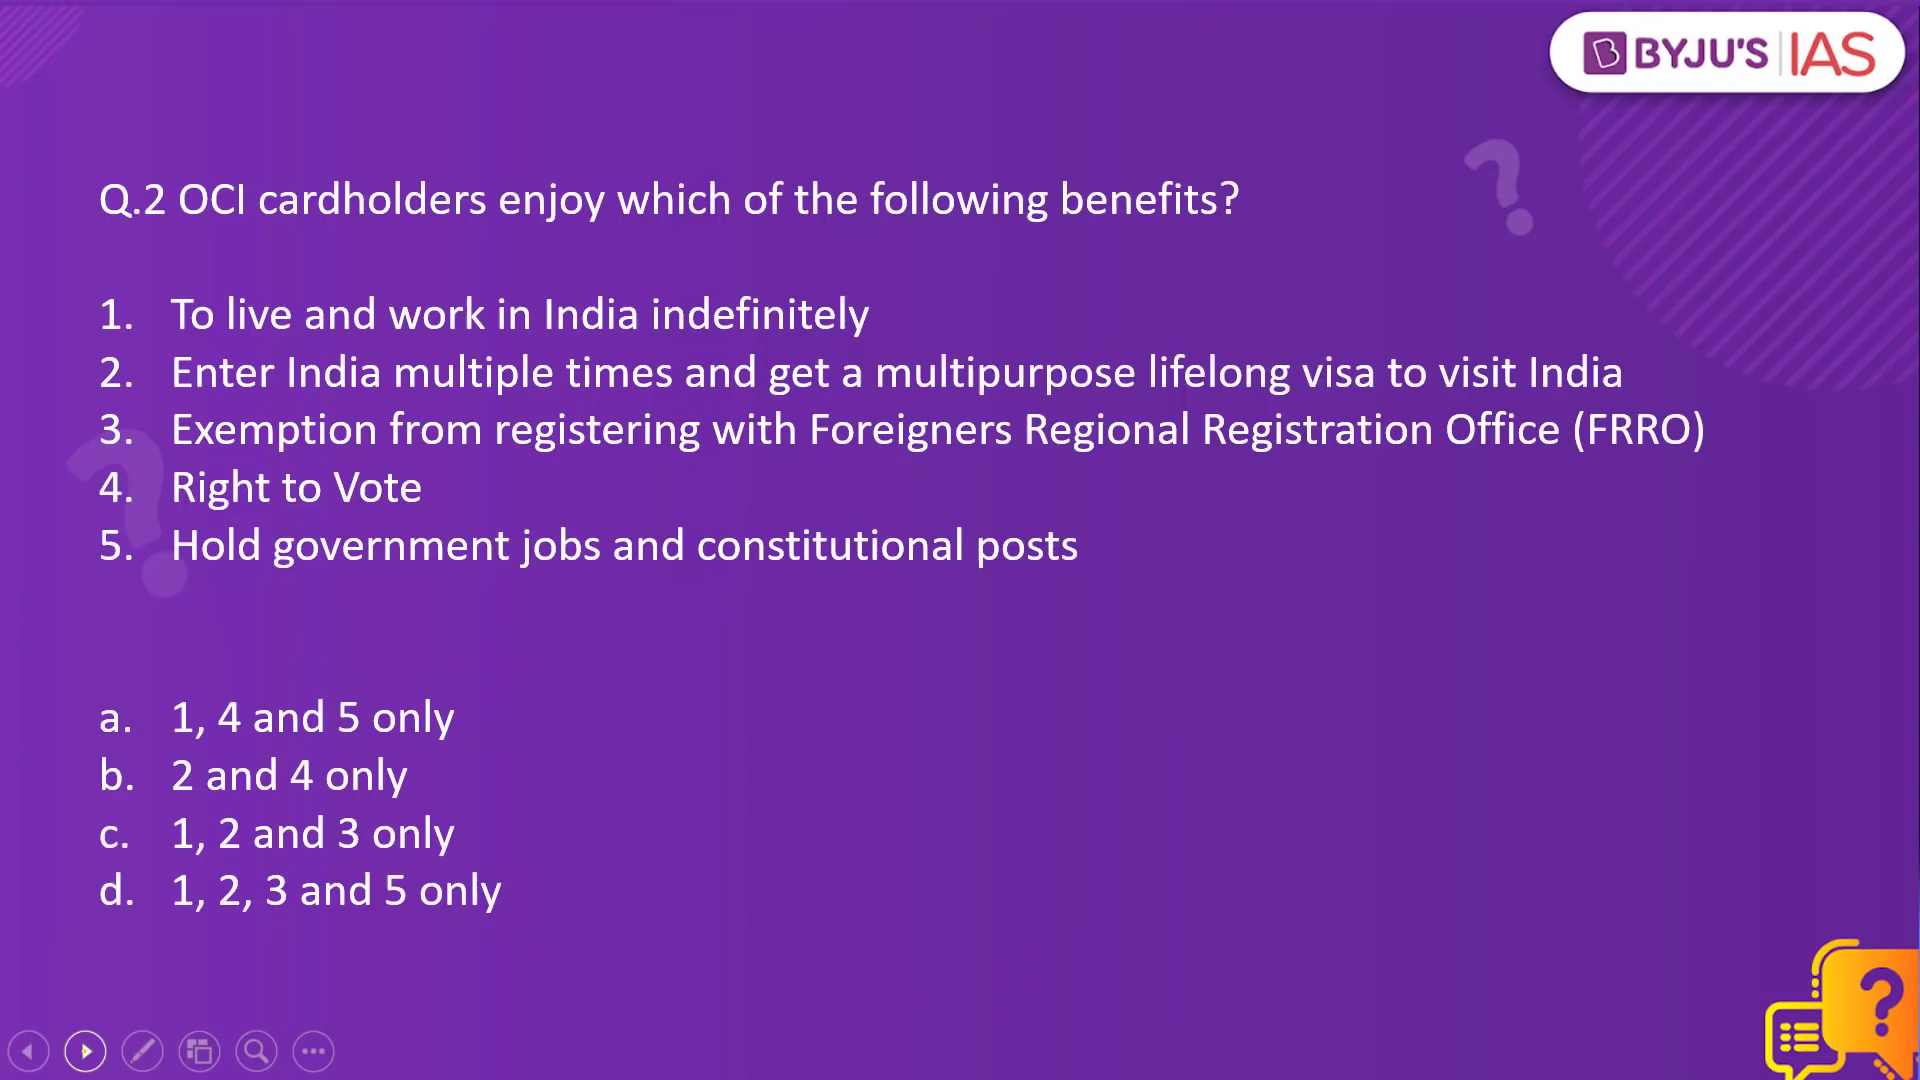 BYJU'S IAS
Q.2 OCI cardholders enjoy which of the following benefits?
1. To live and work in India indefinitely
2. Enter India multiple times and get a multipurpose lifelong visa to visit India
3. Exemption from registering with Foreigners Regional Registration Office (FRRO)
4. Right to Vote
5. Hold government jobs and constitutional posts
a. 1, 4 and 5 only
b. 2 and 4 only
c. 1, 2 and 3 only
d. 1, 2, 3 and 5 only